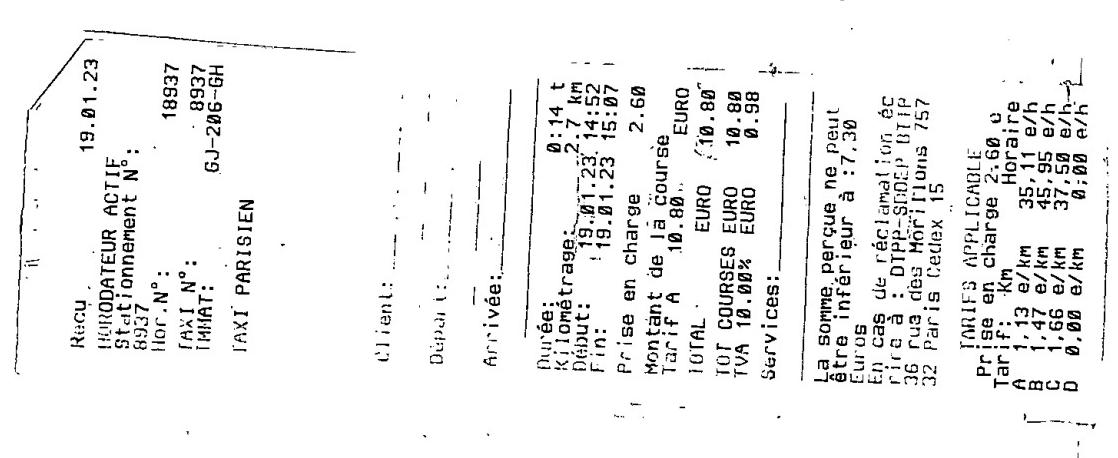 Recu 19.01.23
HORODATEUR ACTIF
Stationnement N°:
8937
Hor.N°: 18937
TAXI N°: 8937
IMMAT: GJ-206-GH
TAXI PARISIEN
Client:
Départ:
Arrivée:
Durée: 0:14 t
Kilométrage: 2.7 km
Début: 19.01.23 14:52
Fin: 19.01.23 15:07
Prise en charge 2.60
Montant de la course
Tarif A 10.80 EURO
TOTAL EURO 10.80
TOT COURSES EURO 10.80
TVA 10.00% EURO 0.98
Services:
La somme perçue ne peut
être inférieur à :7,30
Euros
En cas de réclamation éc
rire à : DTPP-SDDEP BTIP
36 rue des Morillons 757
32 Paris Cedex 15
TARIFS APPLICABLE
Prise en charge 2.60 e
Tarif: Km Horaire
A 1,13 e/km 35,11 e/h
B 1,47 e/km 45,95 e/h
C 1,66 e/km 37,50 e/h
D 0,00 e/km 0,00 e/h